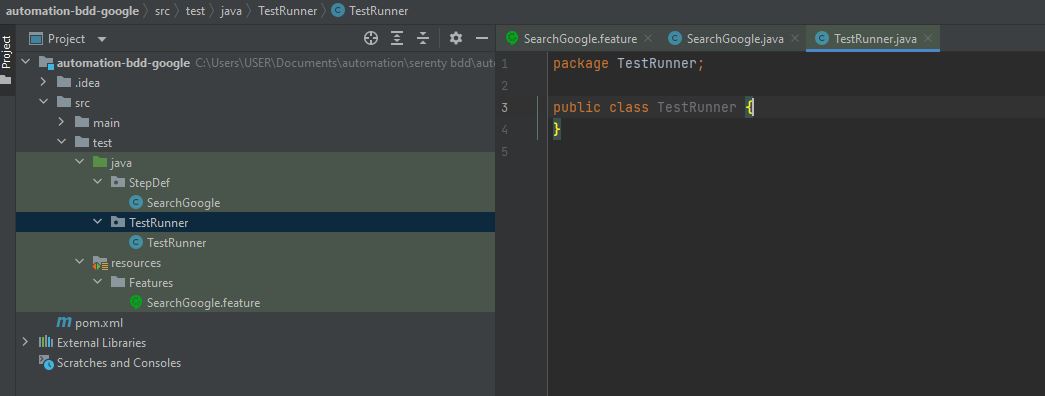 automation-bdd-google > src > test > java > TestRunner > TestRunner
Project
Project
SearchGoogle.feature
SearchGoogle.java
TestRunner.java
automation-bdd-google C:\Users\USER\Documents\automation\serenty bdd\auto
.idea
src
main
test
java
StepDef
SearchGoogle
TestRunner
TestRunner
resources
Features
SearchGoogle.feature
pom.xml
External Libraries
Scratches and Consoles
1 package TestRunner;
2
3 public class TestRunner {
4 }
5